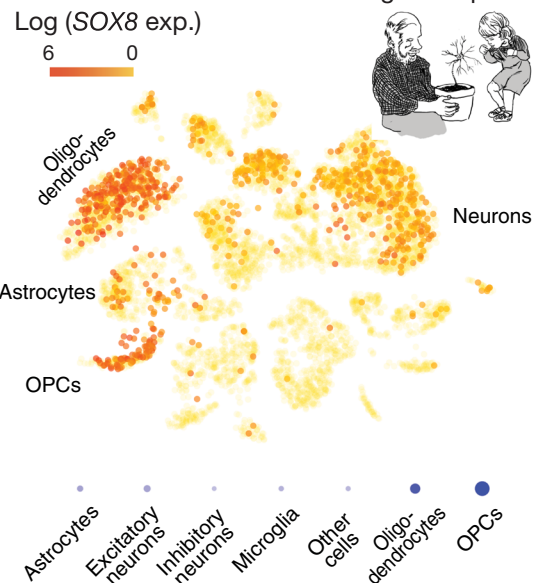 Log (SOX8 exp.)
6 0
Oligo-
dendrocytes
Neurons
Astrocytes
OPCs
Astrocytes
Excitatory
neurons
Inhibitory
neurons
Microglia
Other
cells
Oligo-
dendrocytes
OPCs